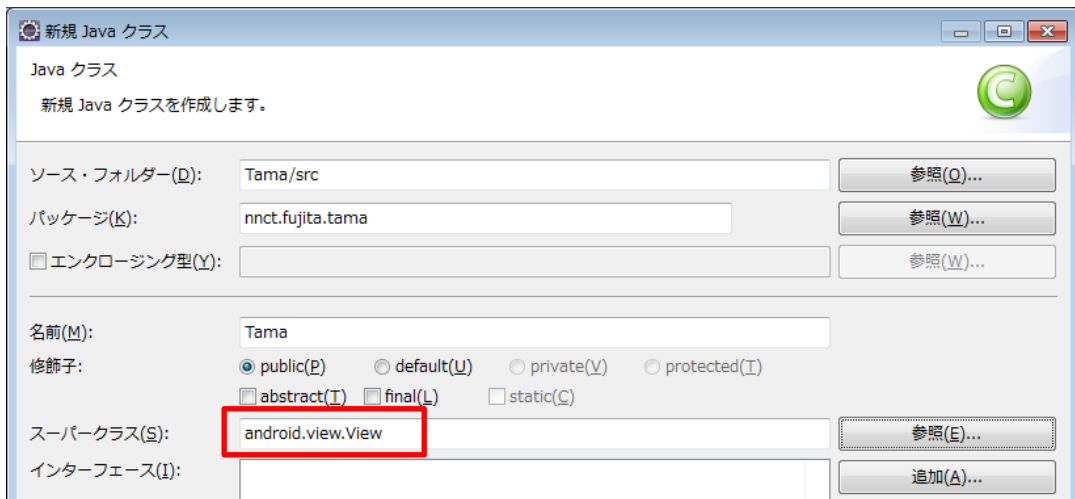 新規 Java クラス
Java クラス
新規 Java クラスを作成します。
C
ソース・フォルダー(D): Tama/src 参照(O)...
パッケージ(K): nnct.fujita.tama 参照(W)...
エンクロージング型(Y): 参照(W)...
名前(M): Tama
修飾子: public(P) default(U) private(V) protected(T)
abstract(T) final(L) static(C)
スーパークラス(S): android.view.View 参照(E)...
インターフェース(I): 追加(A)...